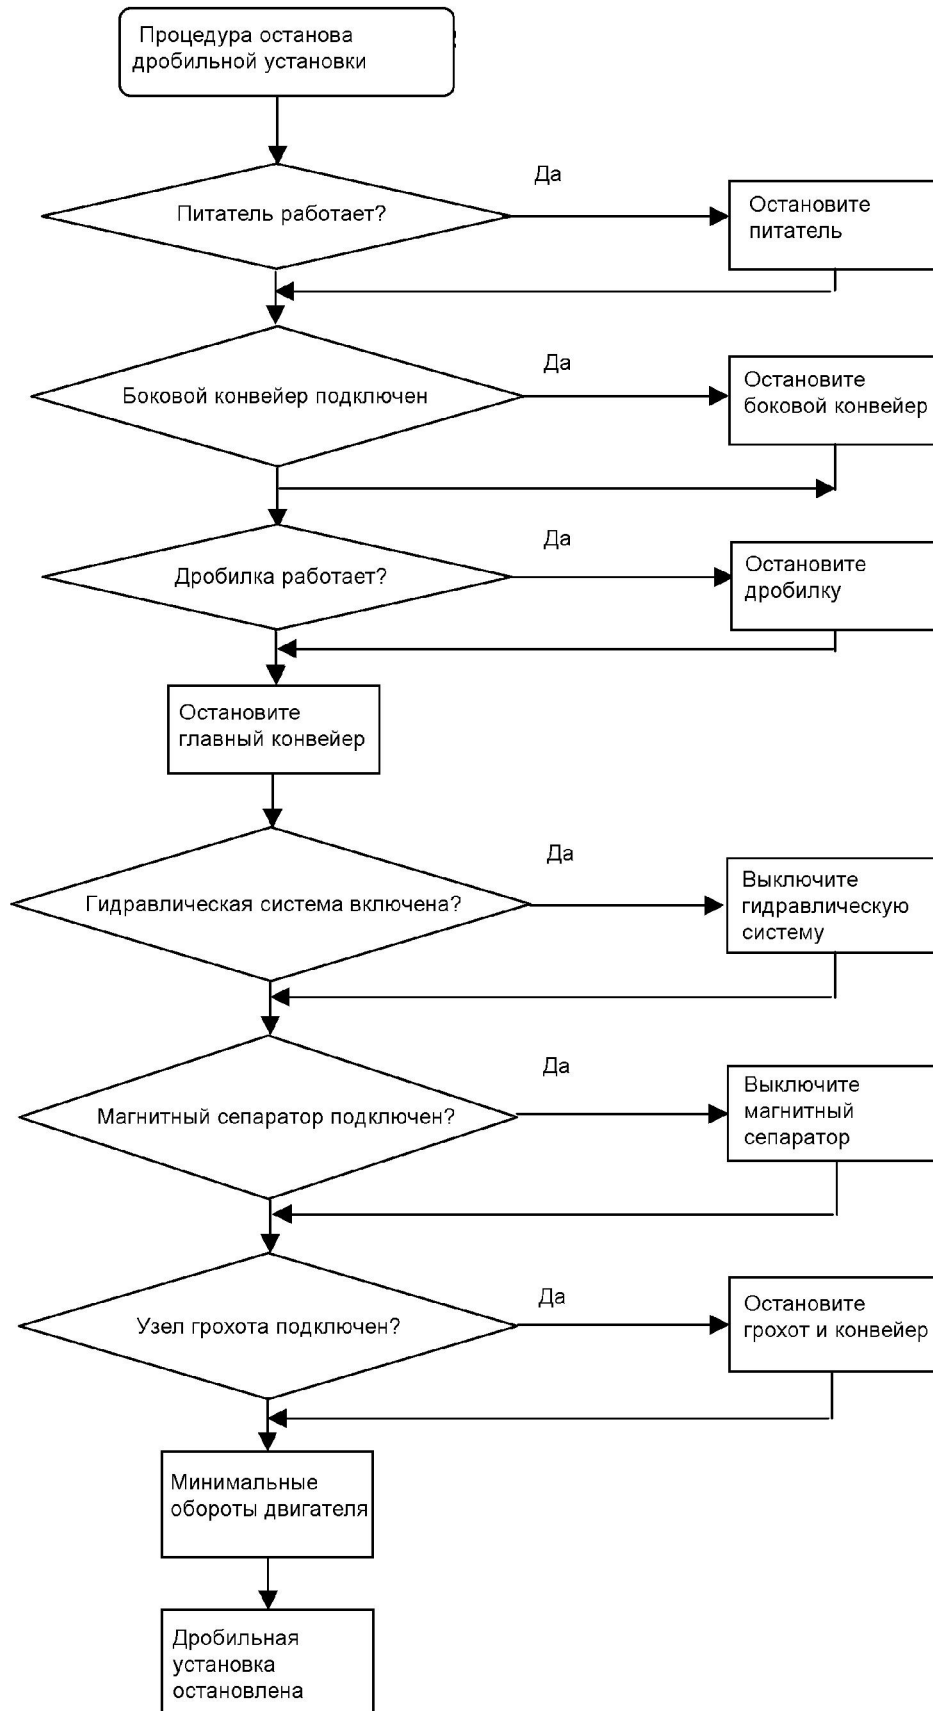 Процедура останова
дробильной установки
Да
Питатель работает?
Остановите
питатель
Да
Боковой конвейер подключен
Остановите
боковой конвейер
Да
Дробилка работает?
Остановите
дробилку
Остановите
главный конвейер
Да
Гидравлическая система включена?
Выключите
гидравлическую
систему
Да
Магнитный сепаратор подключен?
Выключите
магнитный
сепаратор
Да
Узел грохота подключен?
Остановите
грохот и конвейер
Минимальные
обороты двигателя
Дробильная
установка
остановлена